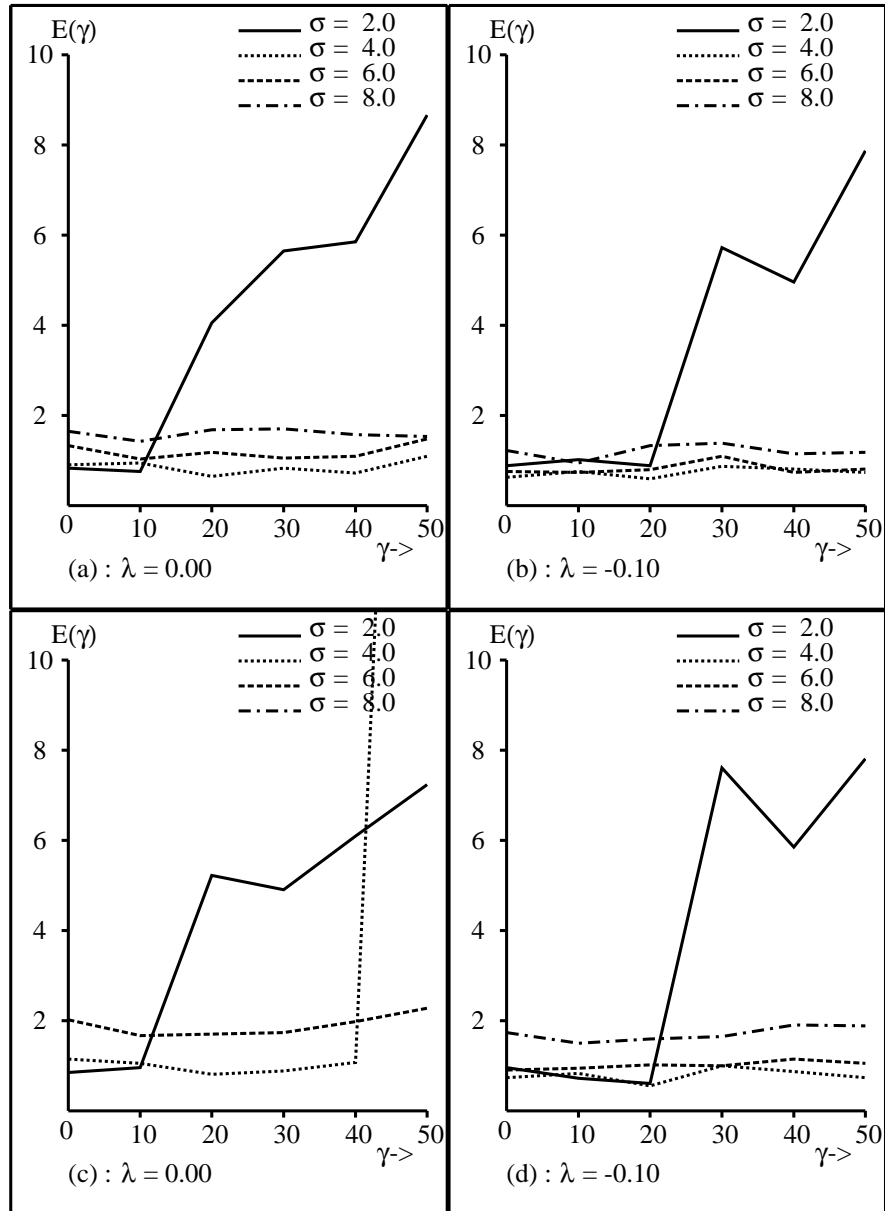 E(γ)
σ = 2.0
σ = 4.0
σ = 6.0
σ = 8.0
10
8
6
4
2
0 10 20 30 40 50
γ->
(a) : λ = 0.00
E(γ)
σ = 2.0
σ = 4.0
σ = 6.0
σ = 8.0
10
8
6
4
2
0 10 20 30 40 50
γ->
(b) : λ = -0.10
E(γ)
σ = 2.0
σ = 4.0
σ = 6.0
σ = 8.0
10
8
6
4
2
0 10 20 30 40 50
γ->
(c) : λ = 0.00
E(γ)
σ = 2.0
σ = 4.0
σ = 6.0
σ = 8.0
10
8
6
4
2
0 10 20 30 40 50
γ->
(d) : λ = -0.10